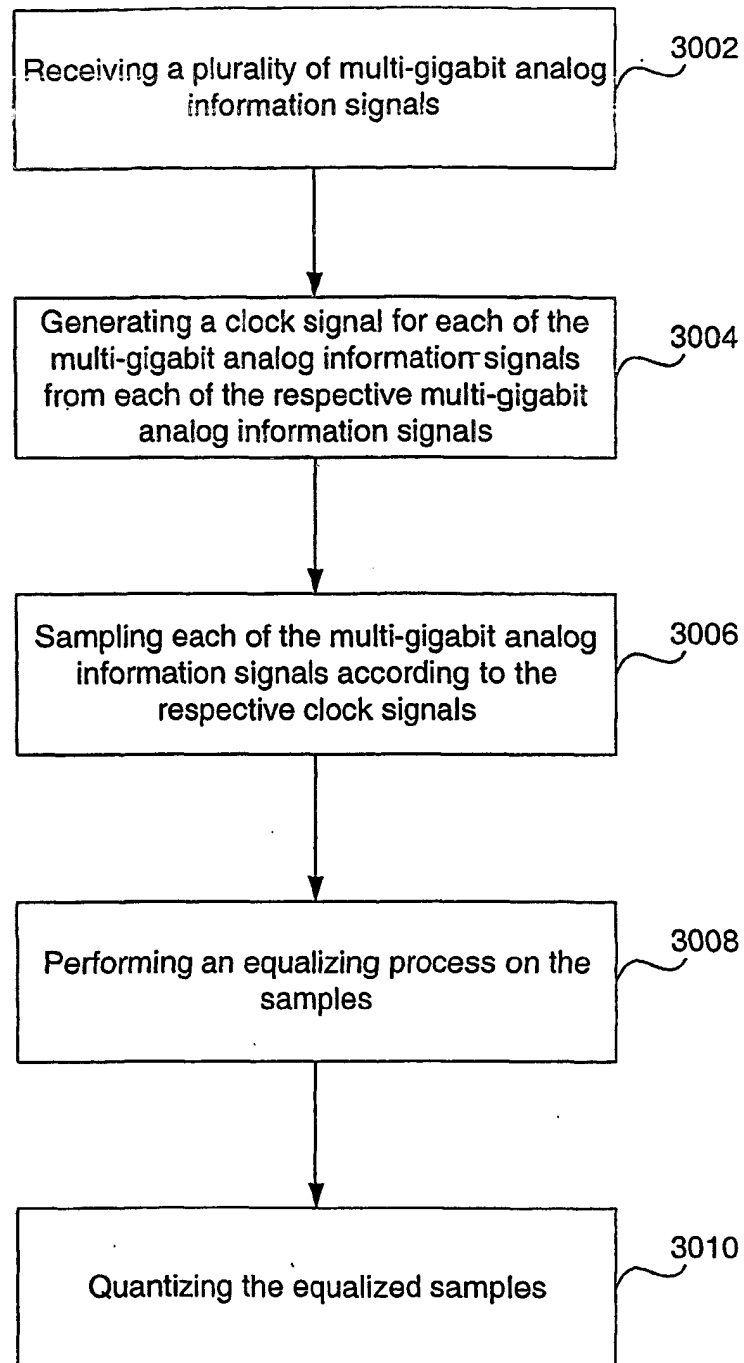 Receiving a plurality of multi-gigabit analog
information signals
3002
Generating a clock signal for each of the
multi-gigabit analog information signals
from each of the respective multi-gigabit
analog information signals
3004
Sampling each of the multi-gigabit analog
information signals according to the
respective clock signals
3006
Performing an equalizing process on the
samples
3008
Quantizing the equalized samples
3010